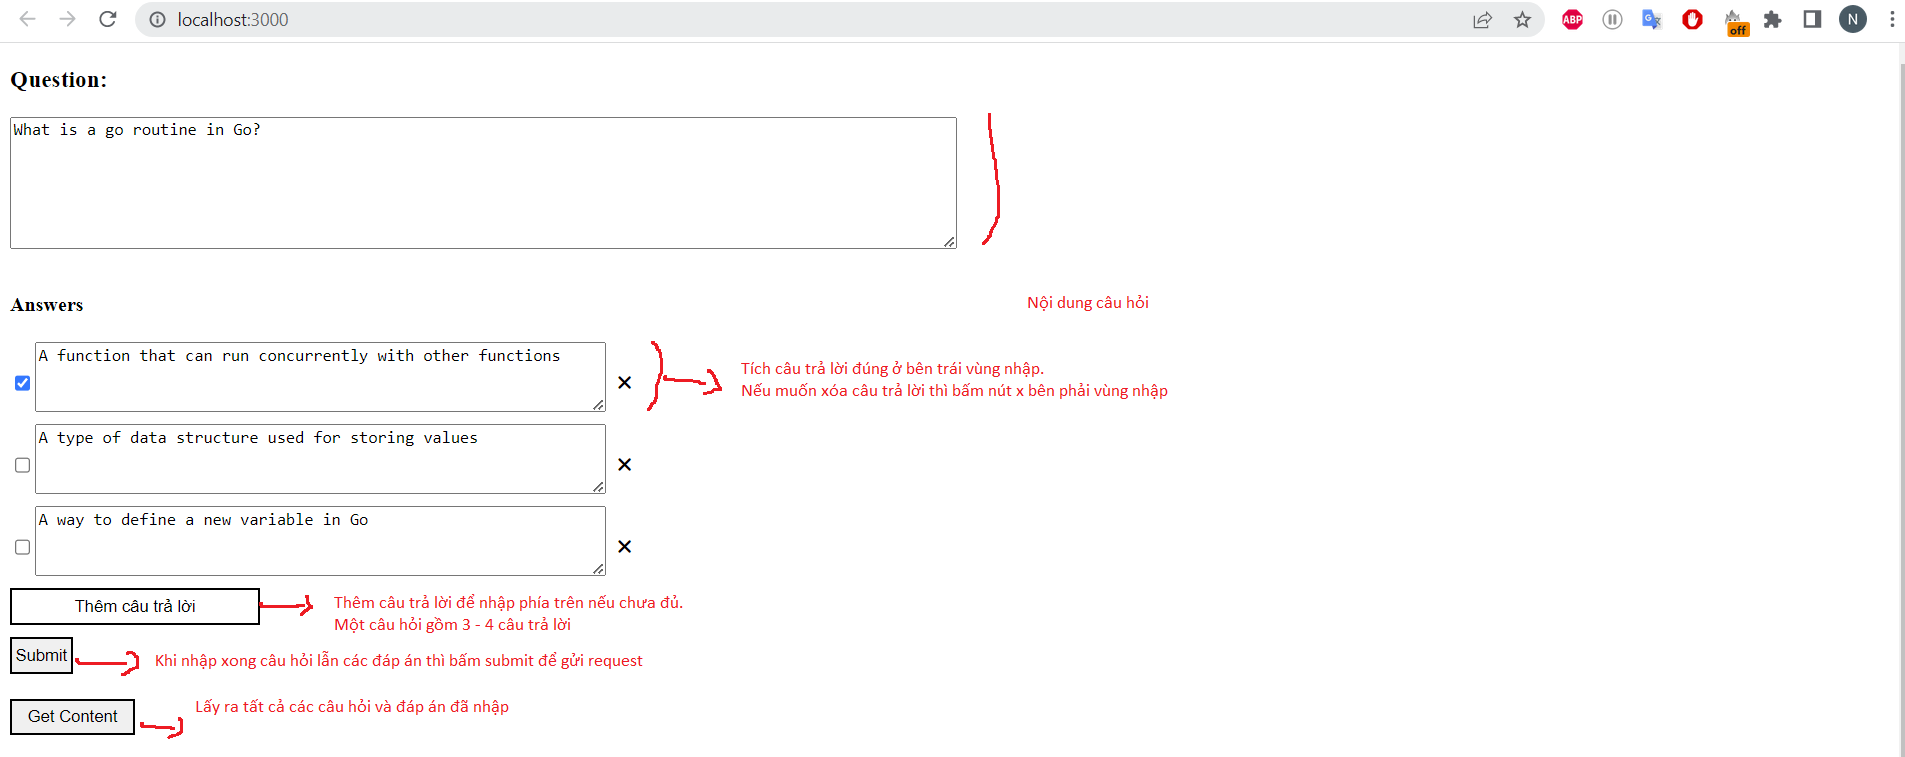 localhost:3000
ABP
G
off
N
Question:
What is a go routine in Go?
Nội dung câu hỏi
Answers
A function that can run concurrently with other functions
Tích câu trả lời đúng ở bên trái vùng nhập.
Nếu muốn xóa câu trả lời thì bấm nút x bên phải vùng nhập
A type of data structure used for storing values
A way to define a new variable in Go
Thêm câu trả lời
Thêm câu trả lời để nhập phía trên nếu chưa đủ.
Một câu hỏi gồm 3 - 4 câu trả lời
Submit
Khi nhập xong câu hỏi lẫn các đáp án thì bấm submit để gửi request
Get Content
Lấy ra tất cả các câu hỏi và đáp án đã nhập